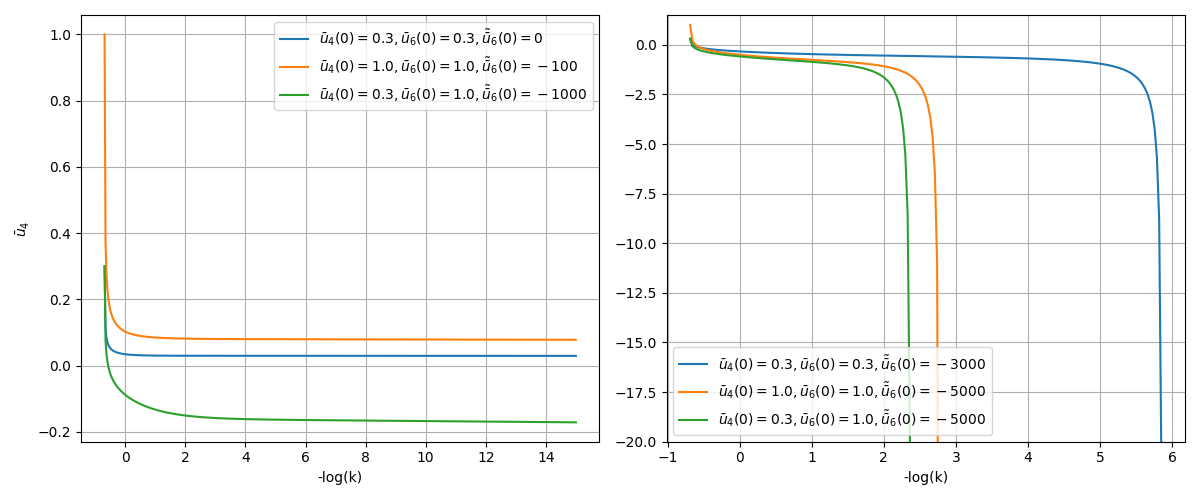 ū₄
1.0
0.8
0.6
0.4
0.2
0.0
−0.2
0 2 4 6 8 10 12 14
-log(k)
ū₄(0) = 0.3, ū₆(0) = 0.3, ũ̄₆(0) = 0
ū₄(0) = 1.0, ū₆(0) = 1.0, ũ̄₆(0) = −100
ū₄(0) = 0.3, ū₆(0) = 1.0, ũ̄₆(0) = −1000
0.0
−2.5
−5.0
−7.5
−10.0
−12.5
−15.0
−17.5
−20.0
−1 0 1 2 3 4 5 6
-log(k)
ū₄(0) = 0.3, ū₆(0) = 0.3, ũ̄₆(0) = −3000
ū₄(0) = 1.0, ū₆(0) = 1.0, ũ̄₆(0) = −5000
ū₄(0) = 0.3, ū₆(0) = 1.0, ũ̄₆(0) = −5000